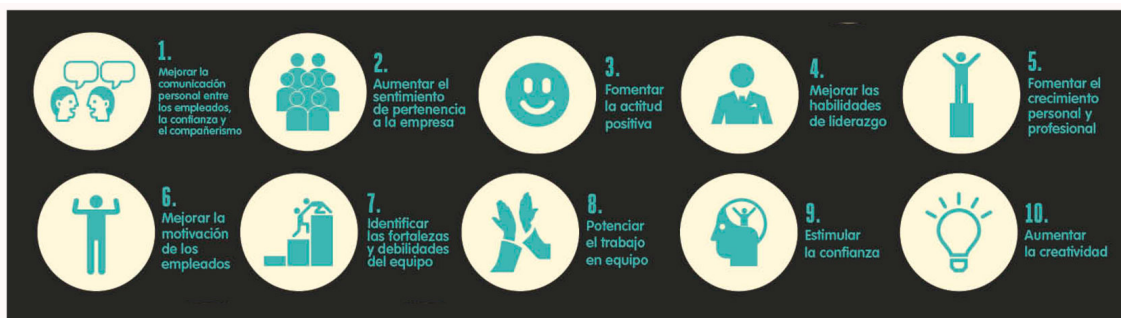 1.
Mejorar la
comunicación
personal entre
los empleados,
la confianza y
el compañerismo
2.
Aumentar el
sentimiento
de pertenencia
a la empresa
3.
Fomentar
la actitud
positiva
4.
Mejorar las
habilidades
de liderazgo
5.
Fomentar el
crecimiento
personal y
profesional
6.
Mejorar la
motivación
de los
empleados
7.
Identificar
las fortalezas
y debilidades
del equipo
8.
Potenciar
el trabajo
en equipo
9.
Estimular
la confianza
10.
Aumentar
la creatividad